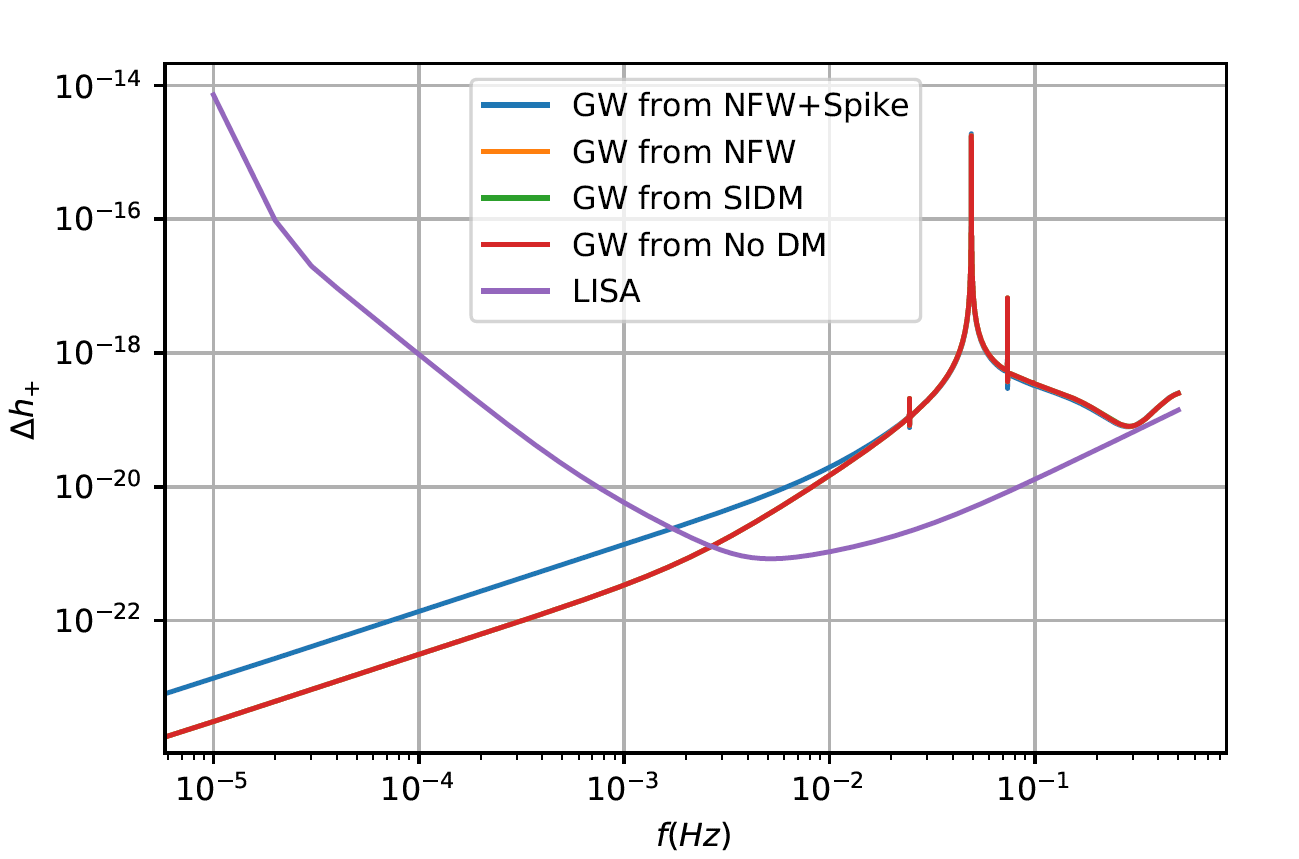 GW from NFW+Spike
GW from NFW
GW from SIDM
GW from No DM
LISA
Δh₊
10⁻¹⁴
10⁻¹⁶
10⁻¹⁸
10⁻²⁰
10⁻²²
10⁻⁵
10⁻⁴
10⁻³
10⁻²
10⁻¹
f(Hz)